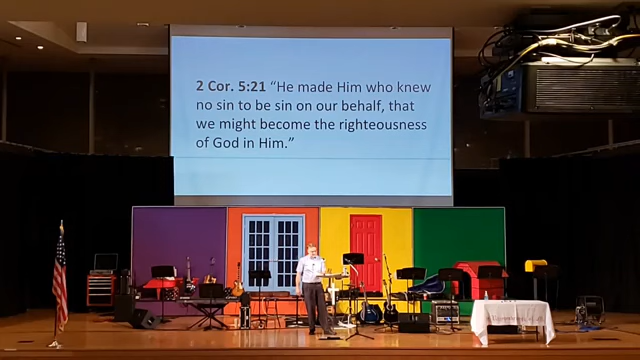 2 Cor. 5:21 “He made Him who knew
no sin to be sin on our behalf, that
we might become the righteousness
of God in Him.”